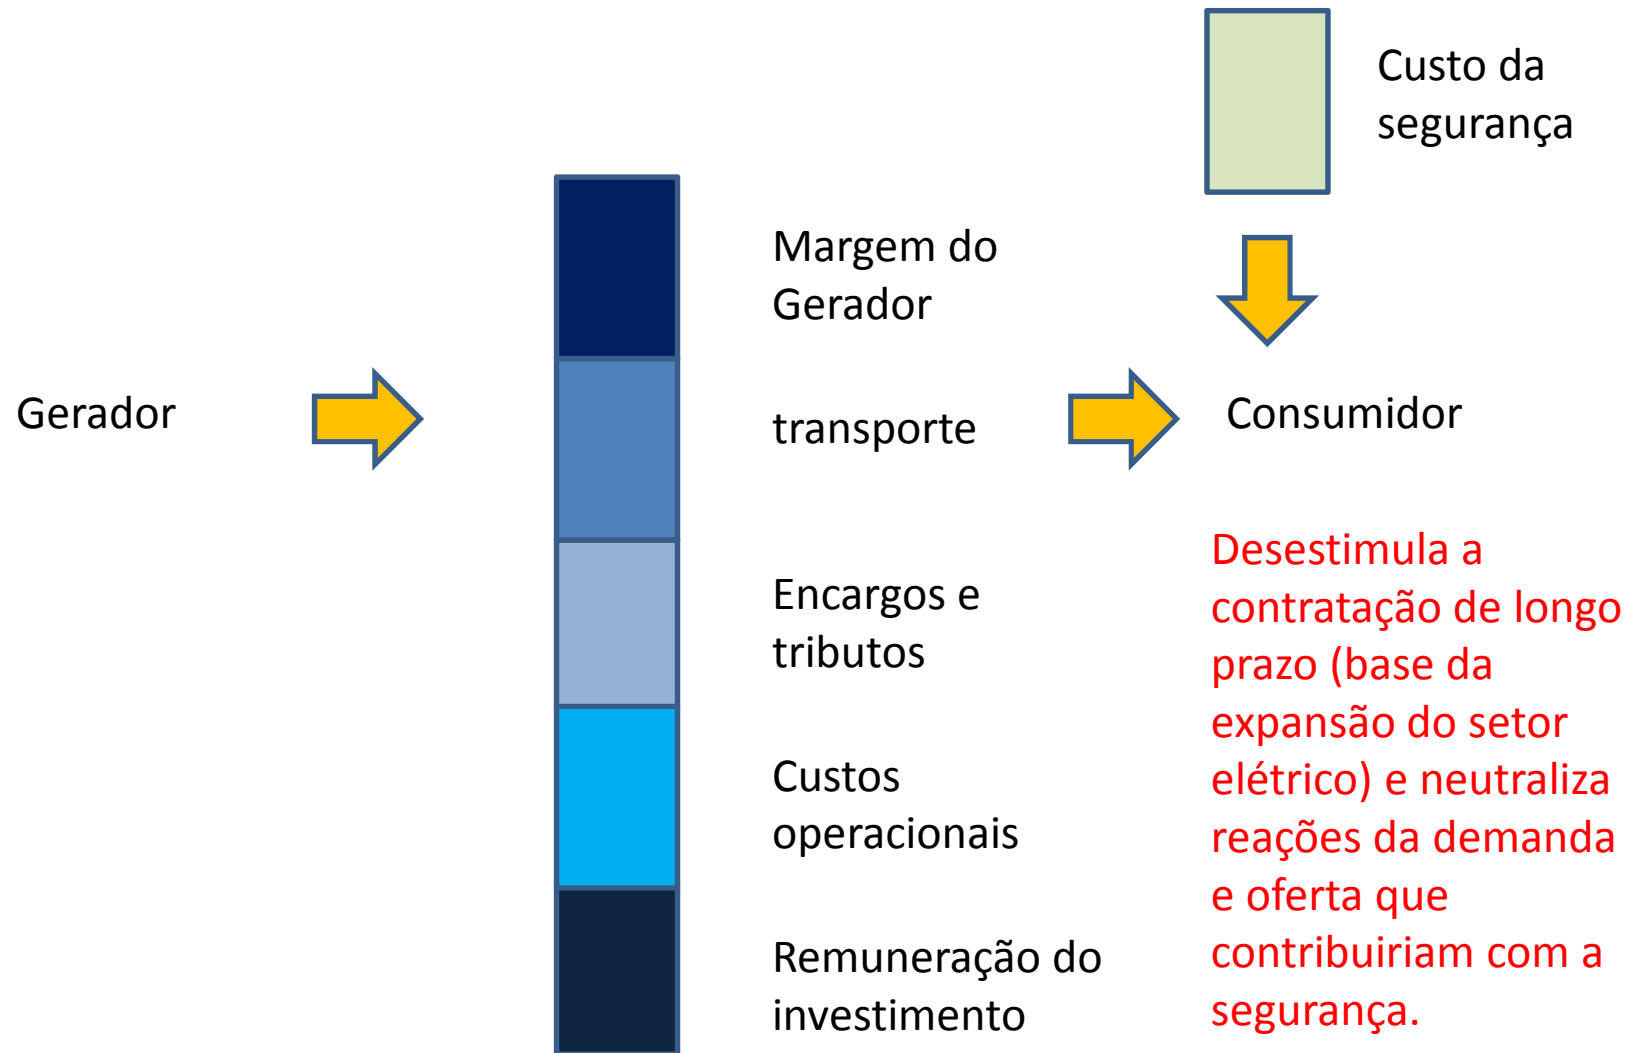 Custo da
segurança
Margem do
Gerador
Gerador
transporte
Consumidor
Encargos e
tributos
Custos
operacionais
Remuneração do
investimento
Desestimula a
contratação de longo
prazo (base da
expansão do setor
elétrico) e neutraliza
reações da demanda
e oferta que
contribuiriam com a
segurança.